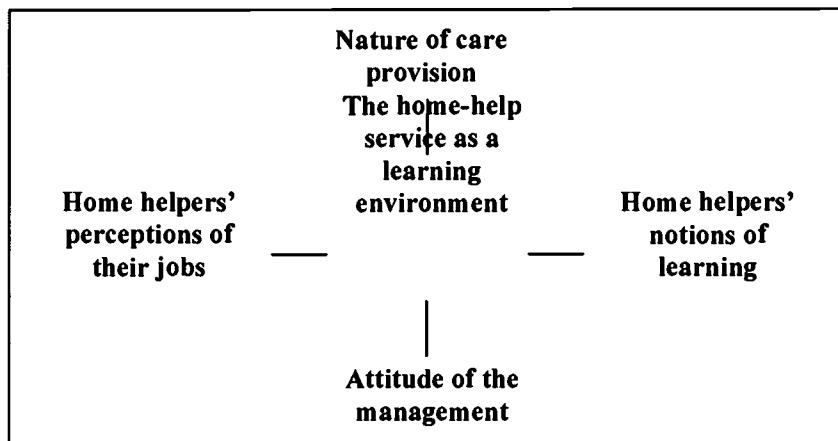 Nature of care
provision
The home-help
service as a
learning
environment
Home helpers'
perceptions of
their jobs
Home helpers'
notions of
learning
Attitude of the
management